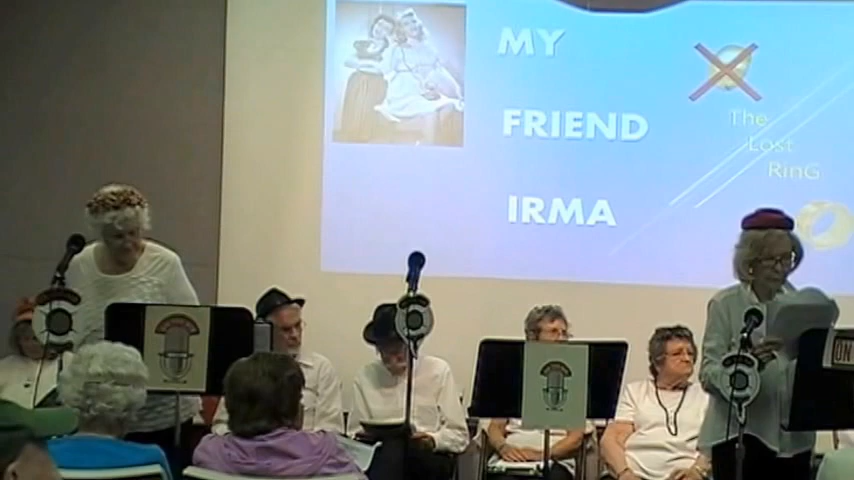 MY
FRIEND
IRMA
The
Lost
RinG
ON